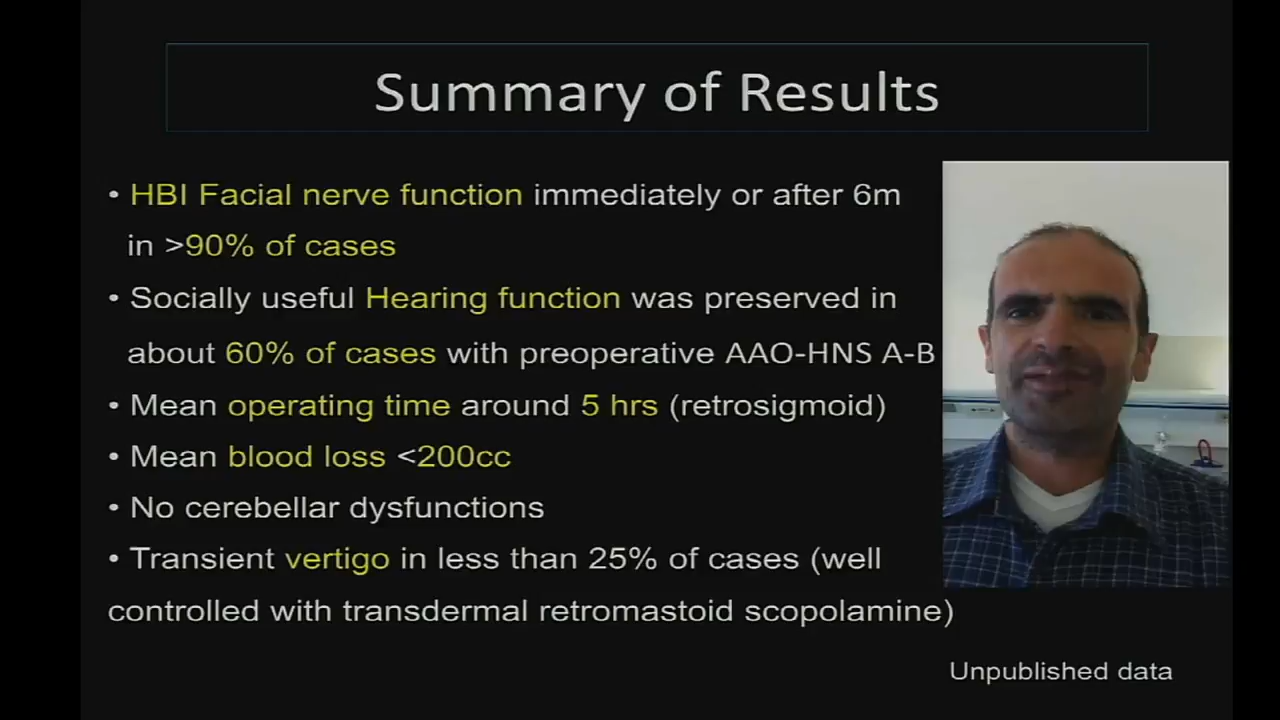 Summary of Results
• HBI Facial nerve function immediately or after 6m
in >90% of cases
• Socially useful Hearing function was preserved in
about 60% of cases with preoperative AAO-HNS A-B
• Mean operating time around 5 hrs (retrosigmoid)
• Mean blood loss <200cc
• No cerebellar dysfunctions
• Transient vertigo in less than 25% of cases (well
controlled with transdermal retromastoid scopolamine)
Unpublished data